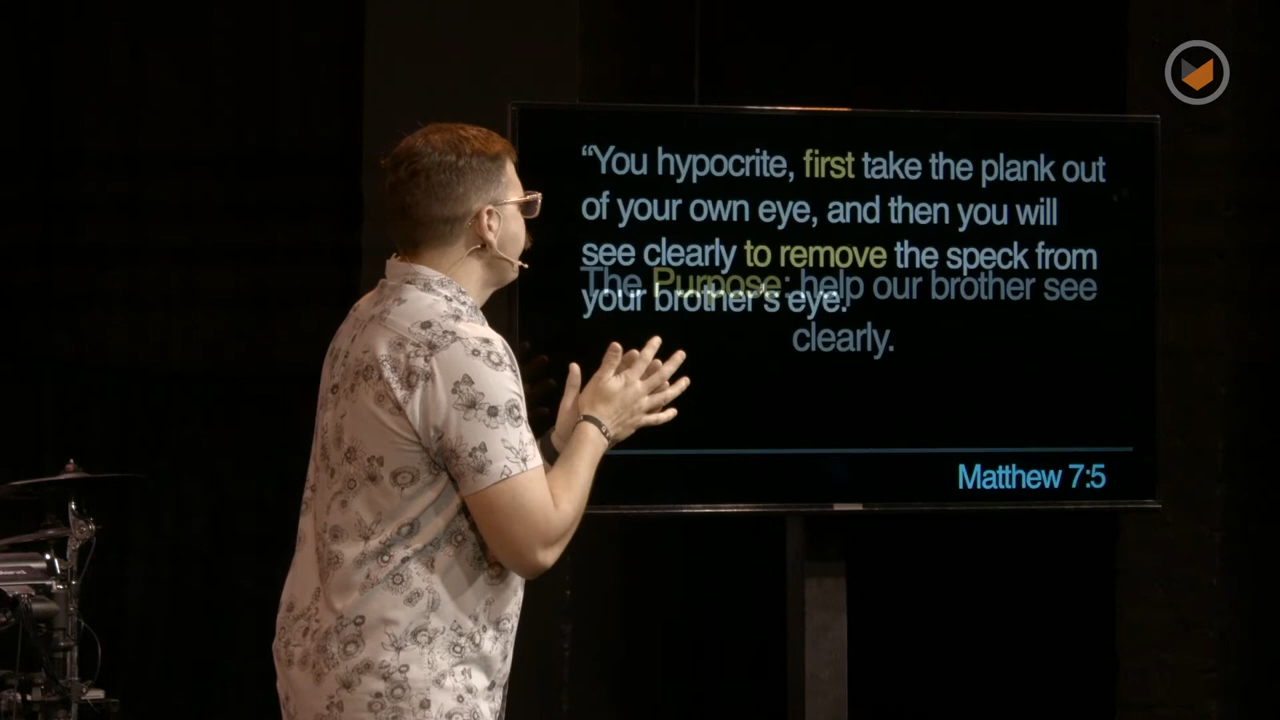 “You hypocrite, first take the plank out
of your own eye, and then you will
see clearly to remove the speck from
your brother's eye.
The Purpose: help our brother see
clearly.
Matthew 7:5